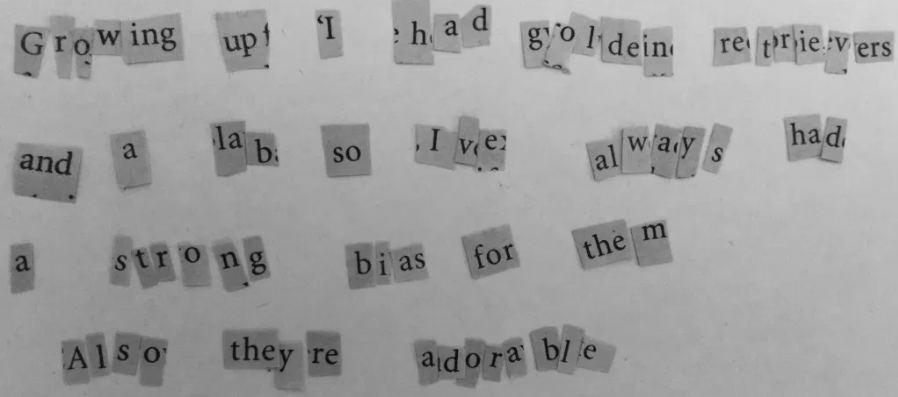 Growing up I had golden retrievers
and a lab so I ve always had
a strong bias for them
Also they re adorable